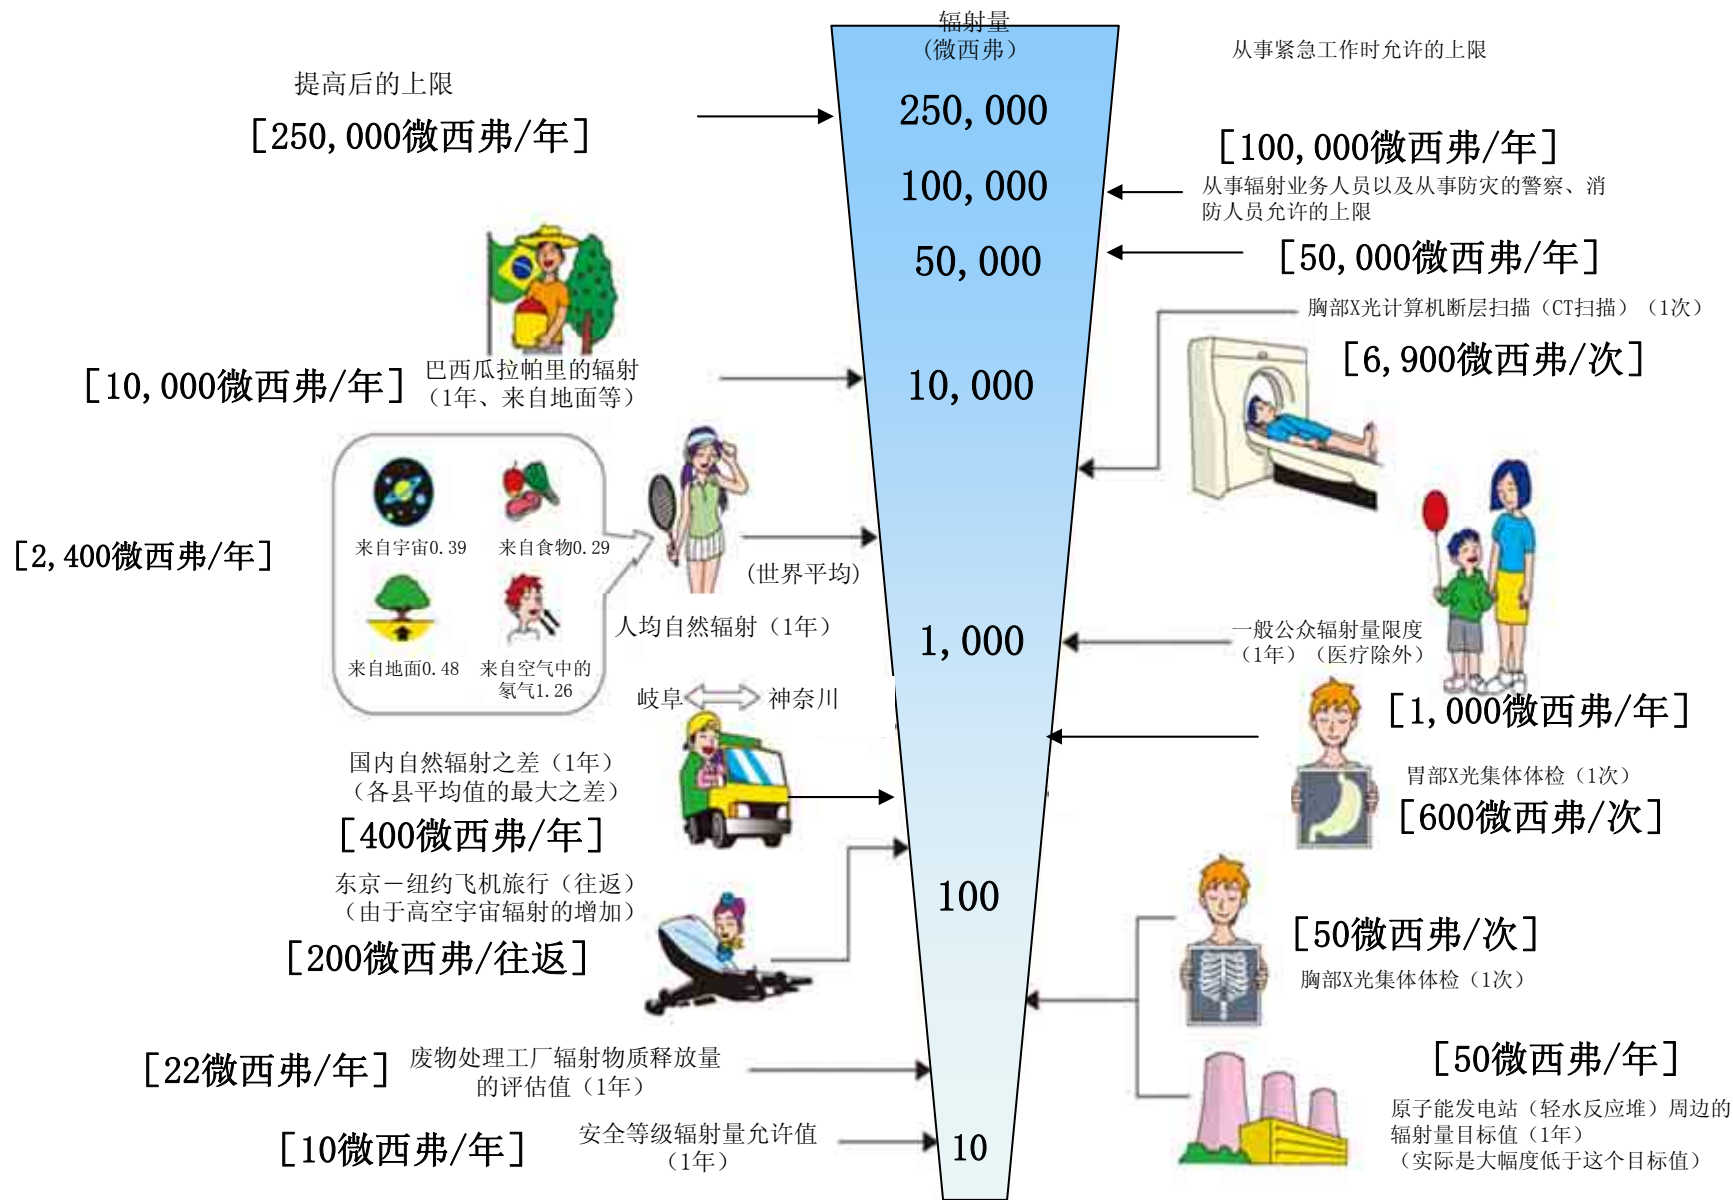 辐射量
(微西弗)
250,000
100,000
50,000
10,000
1,000
100
10
提高后的上限
[250,000微西弗/年]
[10,000微西弗/年]
巴西瓜拉帕里的辐射
(1年、来自地面等)
来自宇宙0.39
来自食物0.29
来自地面0.48
来自空气中的
氡气1.26
[2,400微西弗/年]
(世界平均)
人均自然辐射(1年)
岐阜
神奈川
国内自然辐射之差(1年)
(各县平均值的最大之差)
[400微西弗/年]
东京－纽约飞机旅行(往返)
(由于高空宇宙辐射的增加)
[200微西弗/往返]
[22微西弗/年]
废物处理工厂辐射物质释放量
的评估值(1年)
[10微西弗/年]
安全等级辐射量允许值
(1年)
从事紧急工作时允许的上限
[100,000微西弗/年]
从事辐射业务人员以及从事防灾的警察、消
防人员允许的上限
[50,000微西弗/年]
胸部X光计算机断层扫描(CT扫描)(1次)
[6,900微西弗/次]
一般公众辐射量限度
(1年)(医疗除外)
[1,000微西弗/年]
胃部X光集体体检(1次)
[600微西弗/次]
[50微西弗/次]
胸部X光集体体检(1次)
[50微西弗/年]
原子能发电站(轻水反应堆)周边的
辐射量目标值(1年)
(实际是大幅度低于这个目标值)